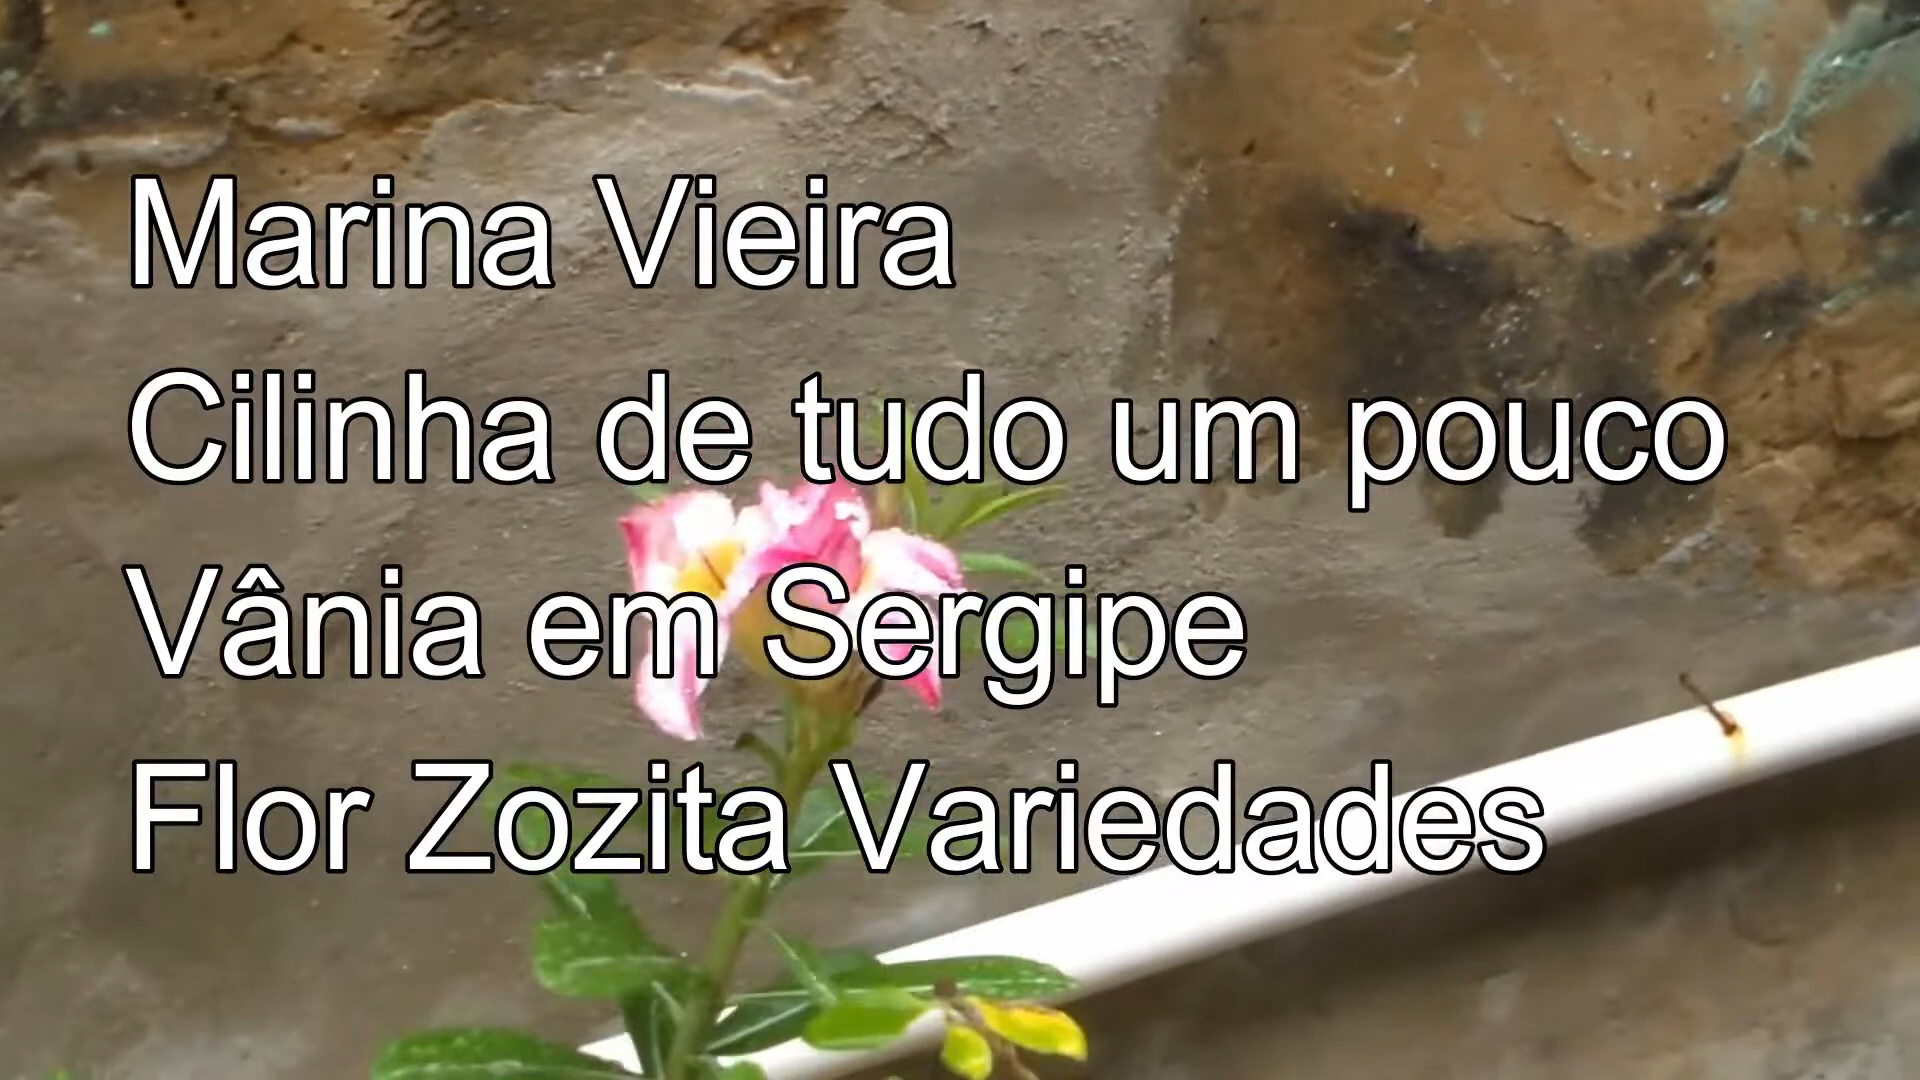 Marina Vieira
Cilinha de tudo um pouco
Vânia em Sergipe
Flor Zozita Variedades